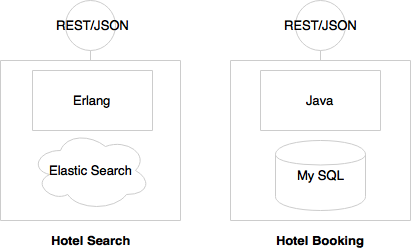 REST/JSON
Erlang
Elastic Search
Hotel Search
REST/JSON
Java
My SQL
Hotel Booking